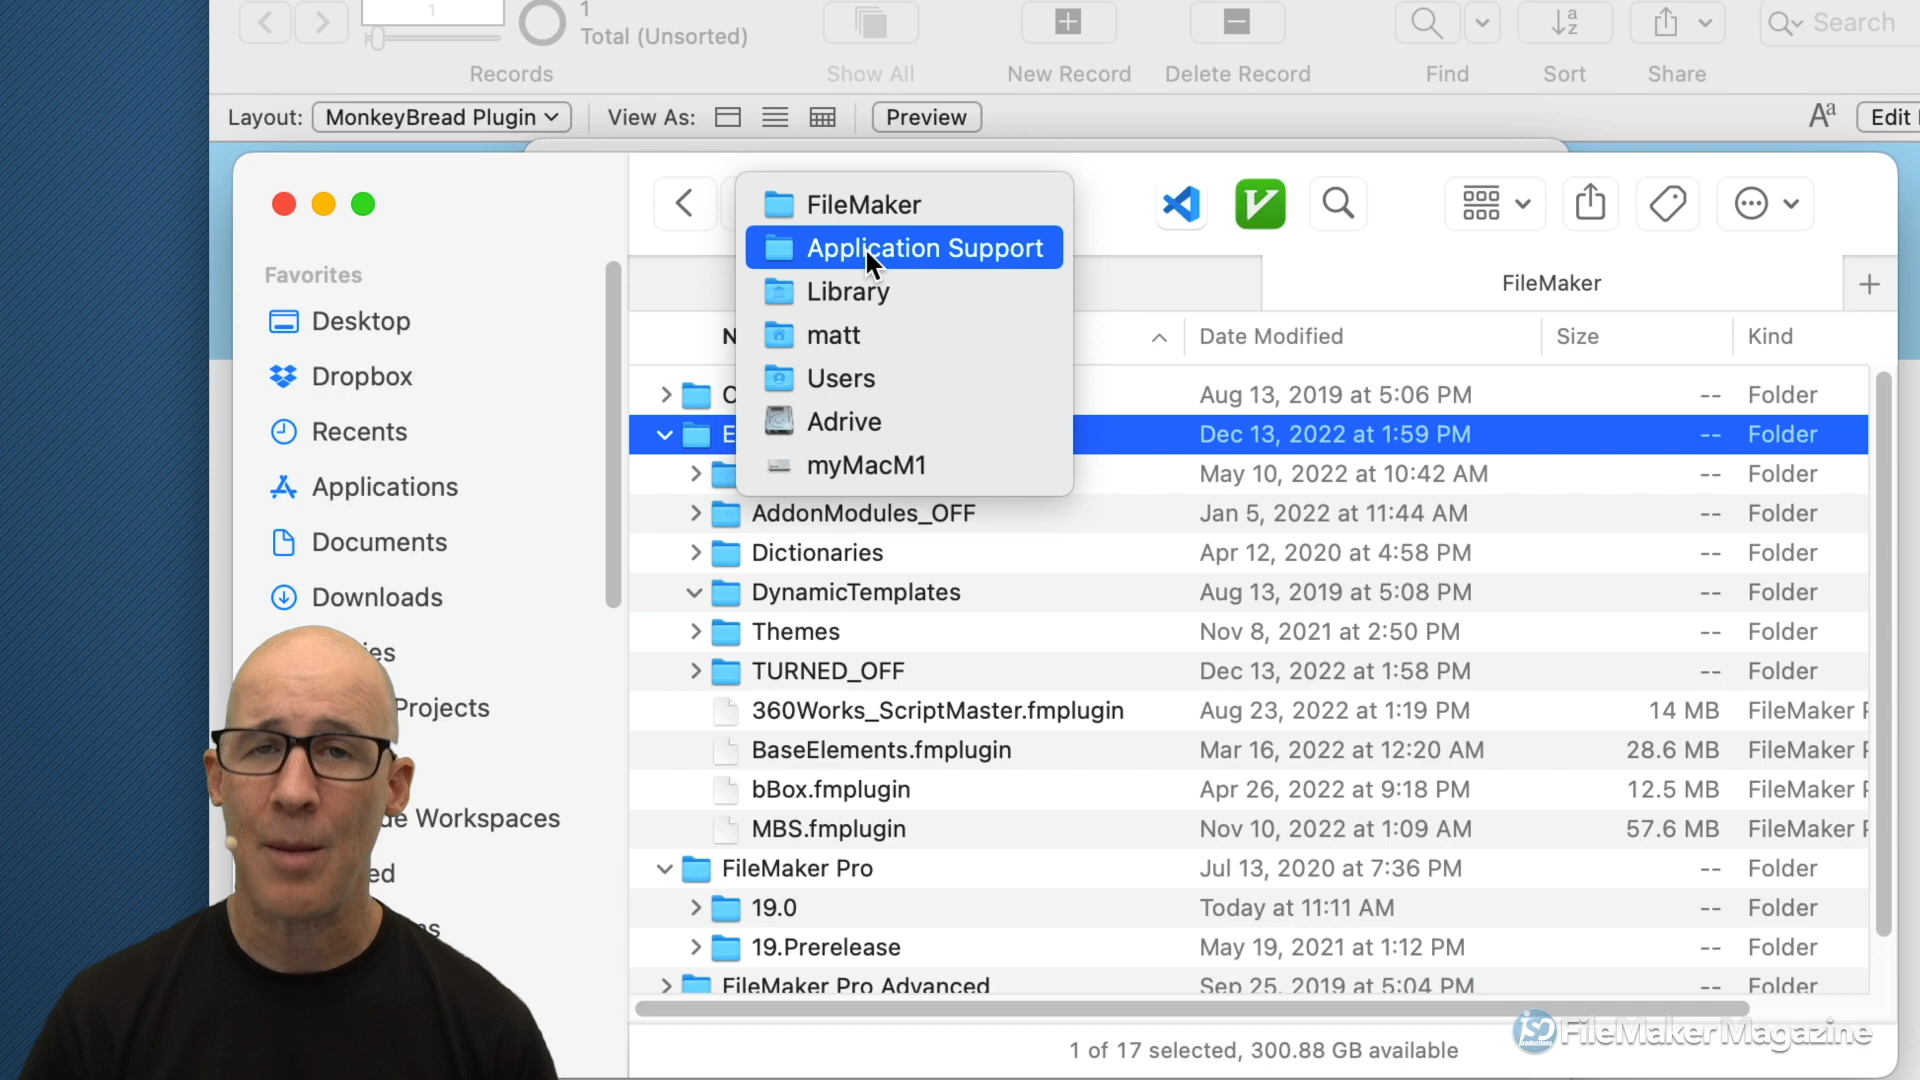 1
1
Total (Unsorted)
Records
Show All
New Record
Delete Record
Find
Sort
Share
Search
Layout: MonkeyBread Plugin
View As:
Preview
Aa
Edit
FileMaker
Application Support
Library
matt
Users
Adrive
myMacM1
Favorites
Desktop
Dropbox
Recents
Applications
Documents
Downloads
Projects
Workspaces
FileMaker
Date Modified
Size
Kind
Aug 13, 2019 at 5:06 PM -- Folder
Dec 13, 2022 at 1:59 PM -- Folder
May 10, 2022 at 10:42 AM -- Folder
AddonModules_OFF Jan 5, 2022 at 11:44 AM -- Folder
Dictionaries Apr 12, 2020 at 4:58 PM -- Folder
DynamicTemplates Aug 13, 2019 at 5:08 PM -- Folder
Themes Nov 8, 2021 at 2:50 PM -- Folder
TURNED_OFF Dec 13, 2022 at 1:58 PM -- Folder
360Works_ScriptMaster.fmplugin Aug 23, 2022 at 1:19 PM 14 MB FileMaker
BaseElements.fmplugin Mar 16, 2022 at 12:20 AM 28.6 MB FileMaker
bBox.fmplugin Apr 26, 2022 at 9:18 PM 12.5 MB FileMaker
MBS.fmplugin Nov 10, 2022 at 1:09 AM 57.6 MB FileMaker
FileMaker Pro Jul 13, 2020 at 7:36 PM -- Folder
19.0 Today at 11:11 AM -- Folder
19.Prerelease May 19, 2021 at 1:12 PM -- Folder
FileMaker Pro Advanced Sep 25, 2019 at 5:04 PM -- Folder
1 of 17 selected, 300.88 GB available
FileMakerMagazine